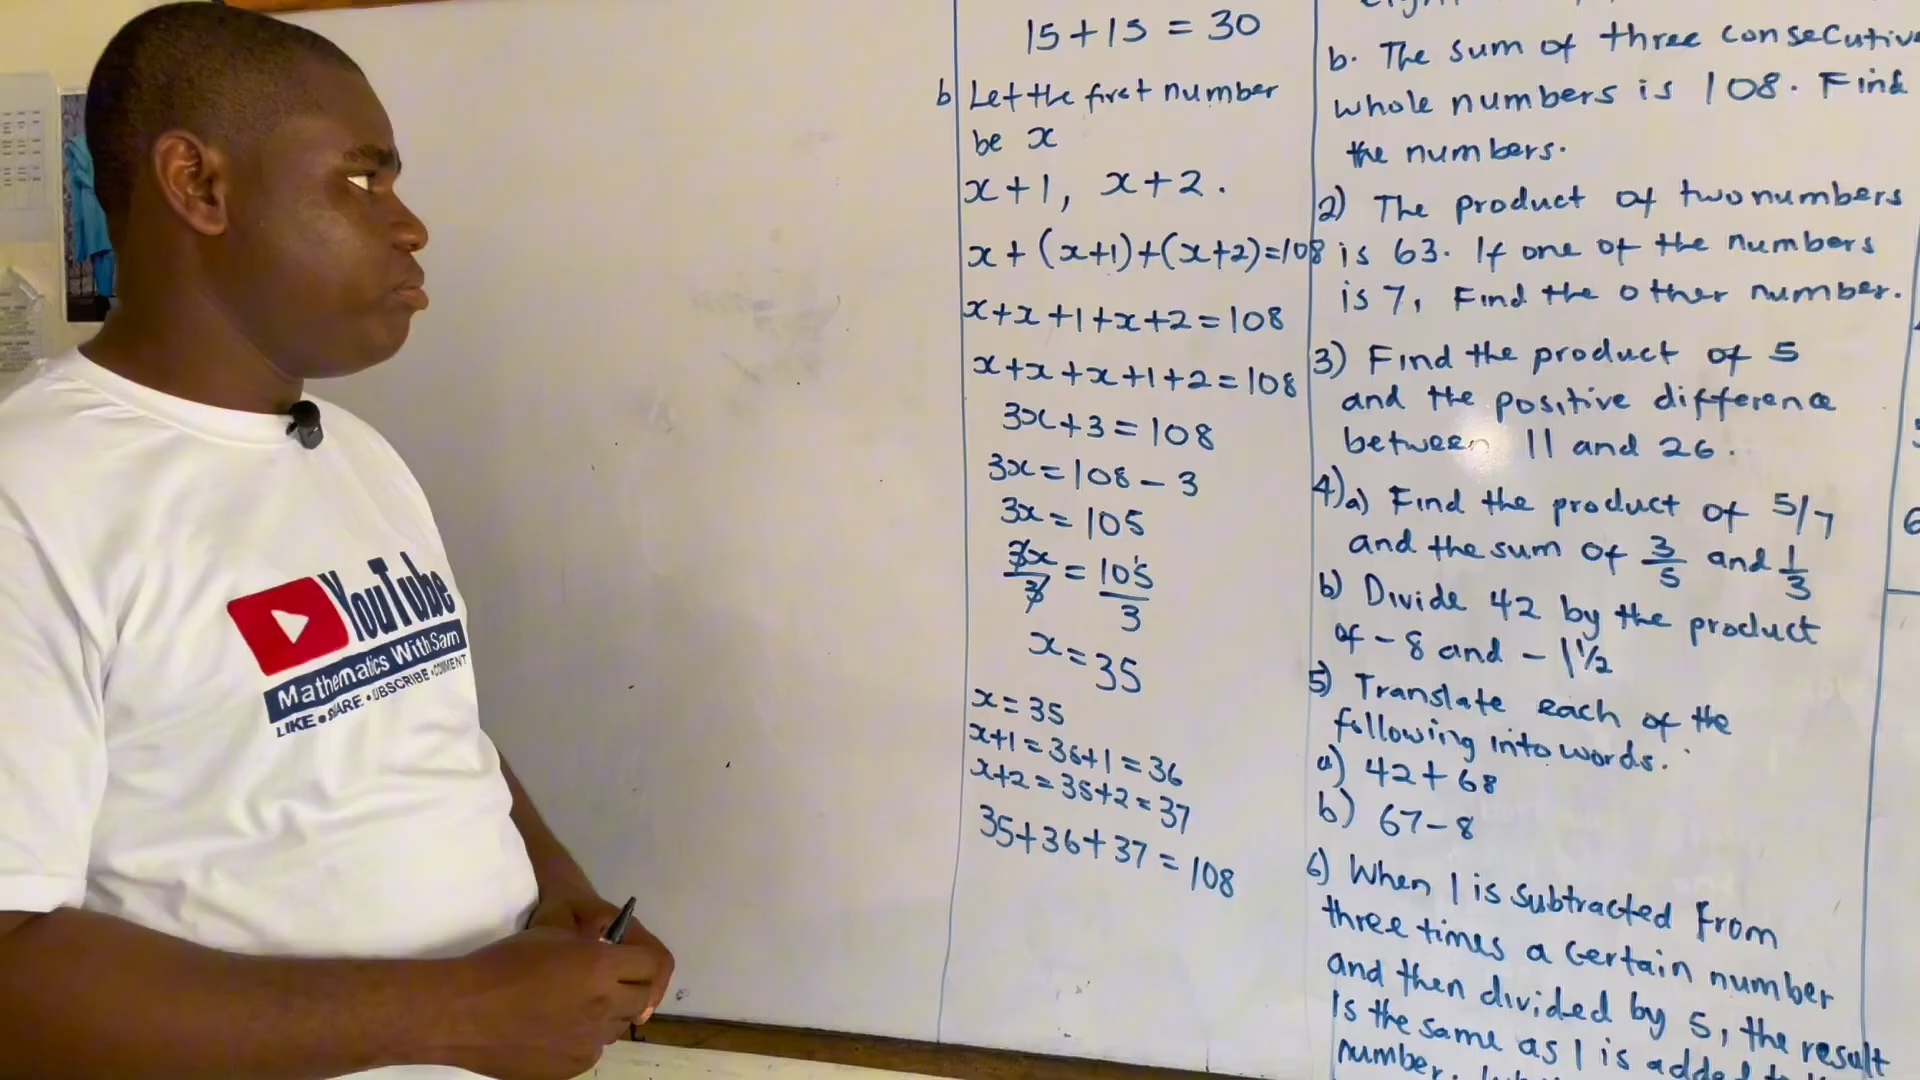 15+15 = 30
b Let the first number
be x
x+1, x+2.
x+(x+1)+(x+2)=108
x+x+1+x+2=108
x+x+x+1+2=108
3x+3=108
3x=108-3
3x=105
3x/3 = 105/3
x=35
x=35
x+1=35+1=36
x+2=35+2=37
35+36+37=108
b. The sum of three consecutive
whole numbers is 108. Find
the numbers.
2) The product of two numbers
is 63. If one of the numbers
is 7, Find the other number.
3) Find the product of 5
and the positive difference
between 11 and 26.
4)a) Find the product of 5/7
and the sum of 3/5 and 1/3
b) Divide 42 by the product
of -8 and -1 1/2
5) Translate each of the
following into words.
a) 42+68
b) 67-8
6) When 1 is subtracted from
three times a certain number
and then divided by 5, the result
is the same as 1 is added
number.
YouTube
Mathematics With Sam
LIKE • SHARE • SUBSCRIBE • COMMENT